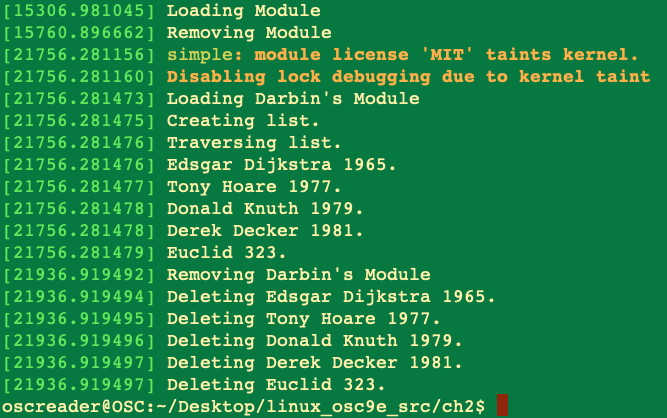 [15306.981045] Loading Module
[15760.896662] Removing Module
[21756.281156] simple: module license 'MIT' taints kernel.
[21756.281160] Disabling lock debugging due to kernel taint
[21756.281473] Loading Darbin's Module
[21756.281475] Creating list.
[21756.281476] Traversing list.
[21756.281476] Edsgar Dijkstra 1965.
[21756.281477] Tony Hoare 1977.
[21756.281478] Donald Knuth 1979.
[21756.281478] Derek Decker 1981.
[21756.281479] Euclid 323.
[21936.919492] Removing Darbin's Module
[21936.919494] Deleting Edsgar Dijkstra 1965.
[21936.919495] Deleting Tony Hoare 1977.
[21936.919496] Deleting Donald Knuth 1979.
[21936.919497] Deleting Derek Decker 1981.
[21936.919497] Deleting Euclid 323.
oscreader@OSC:~/Desktop/linux_osc9e_src/ch2$